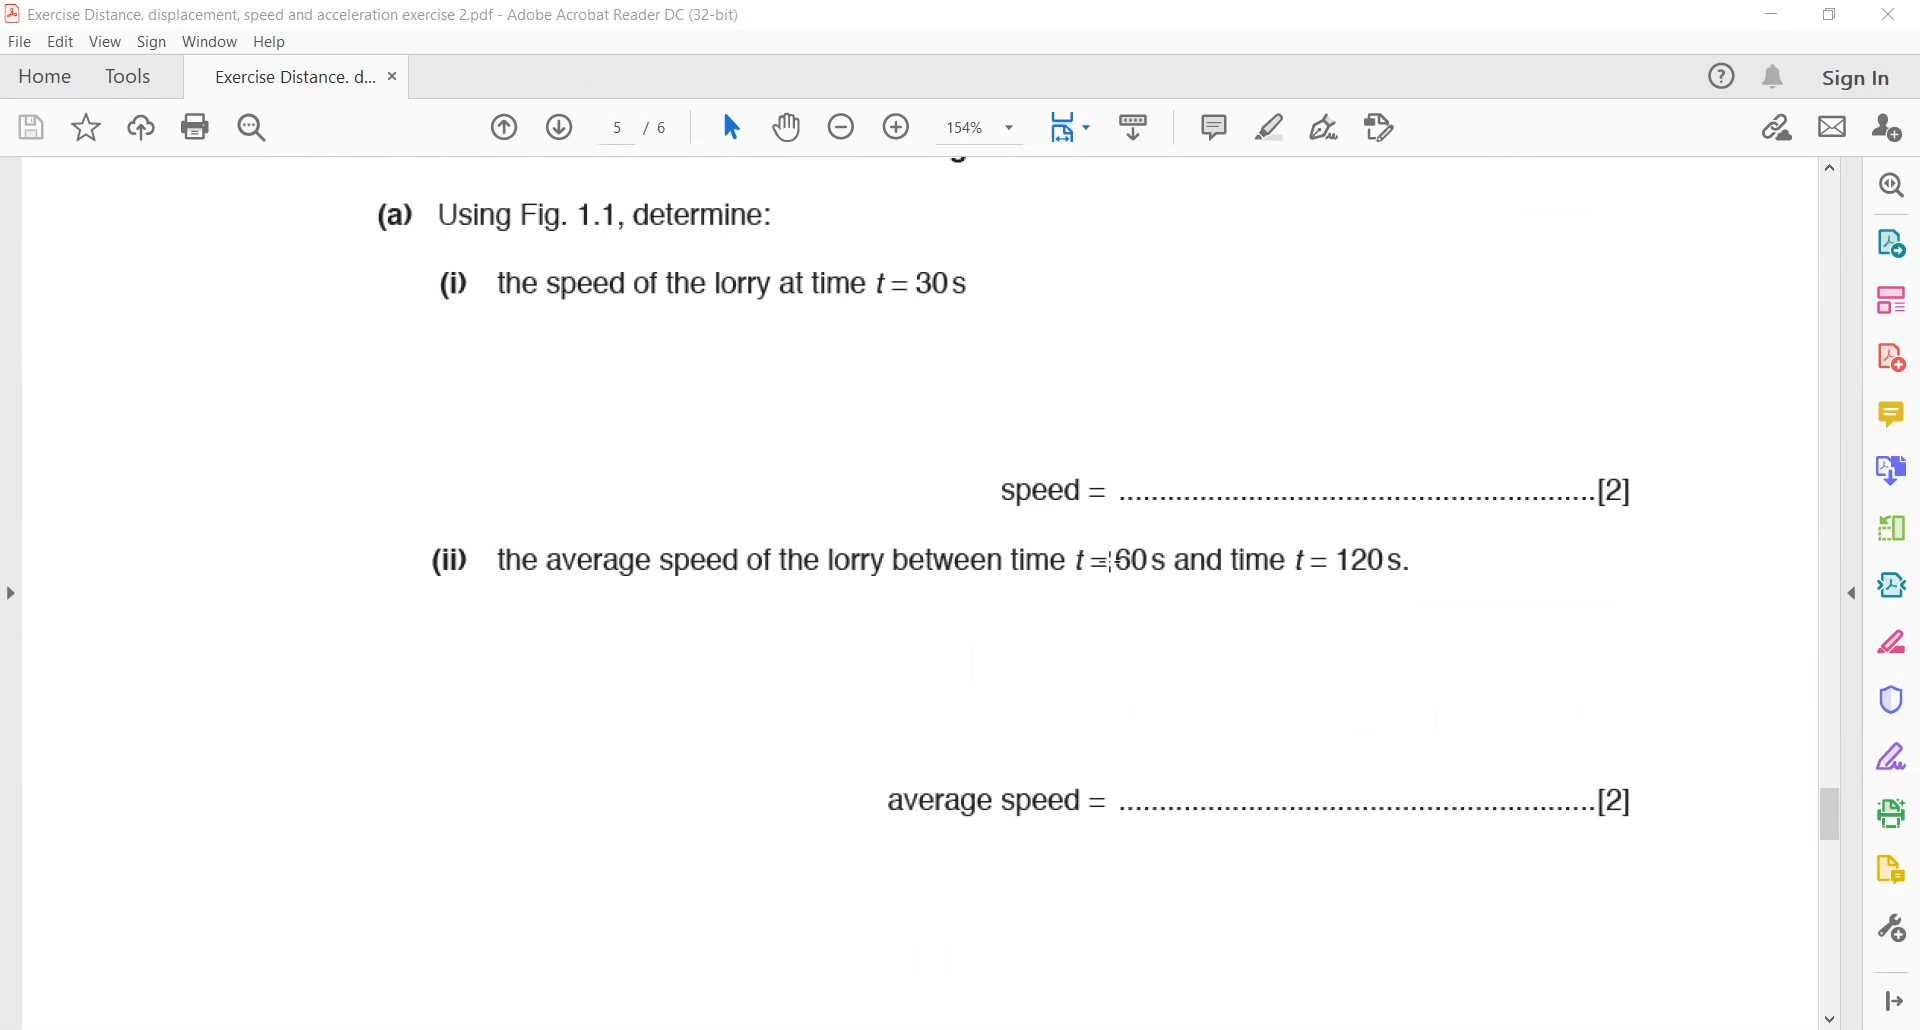 Exercise Distance. displacement, speed and acceleration exercise 2.pdf - Adobe Acrobat Reader DC (32-bit)
File Edit View Sign Window Help
Home Tools Exercise Distance. d... × Sign In
5 / 6 154%
(a) Using Fig. 1.1, determine:
(i) the speed of the lorry at time t = 30 s
speed = ..........................................................[2]
(ii) the average speed of the lorry between time t = 60 s and time t = 120 s.
average speed = ..........................................................[2]